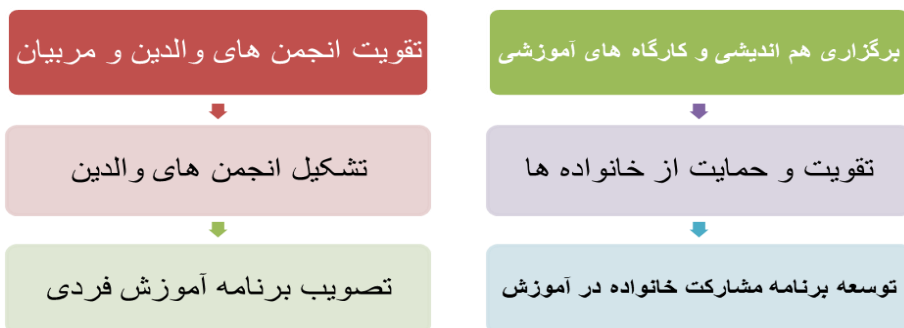 برگزاری هم اندیشی و کارگاه های آموزشی
تقویت و حمایت از خانواده ها
توسعه برنامه مشارکت خانواده در آموزش
تقویت انجمن های والدین و مربیان
تشکیل انجمن های والدین
تصویب برنامه آموزش فردی